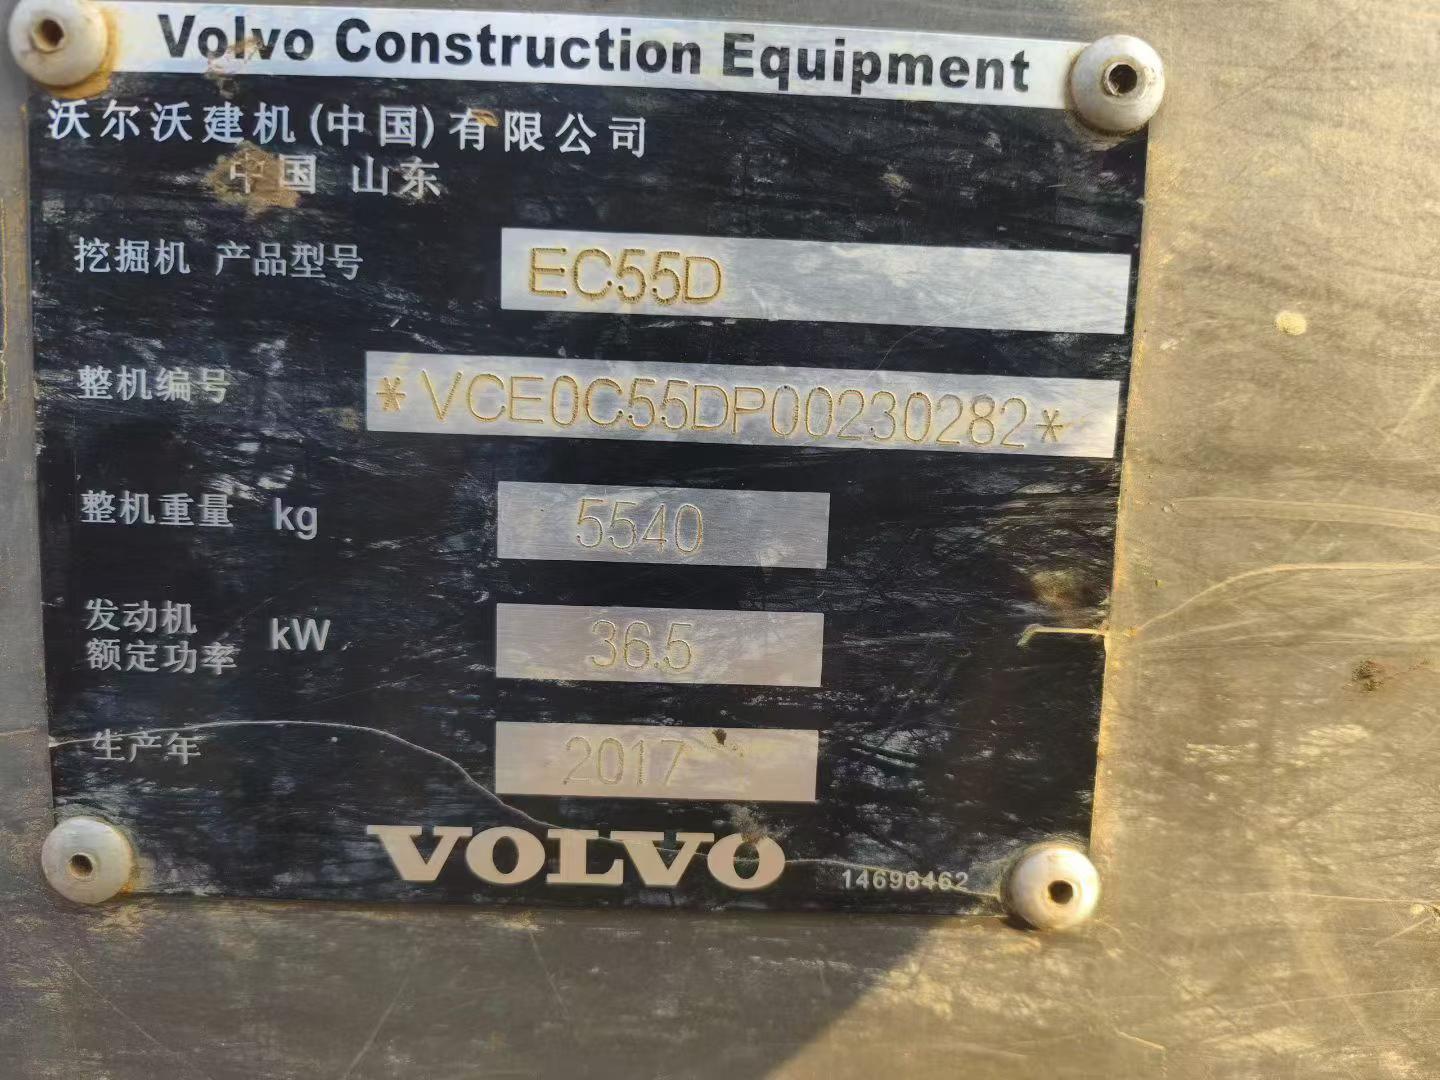 Volvo Construction Equipment
沃尔沃建机(中国)有限公司
中国 山东
挖掘机 产品型号 EC55D
整机编号 *VCE0C55DP00230282*
整机重量 kg 5540
发动机
额定功率 kW 36.5
生产年 2017
VOLVO 14696462